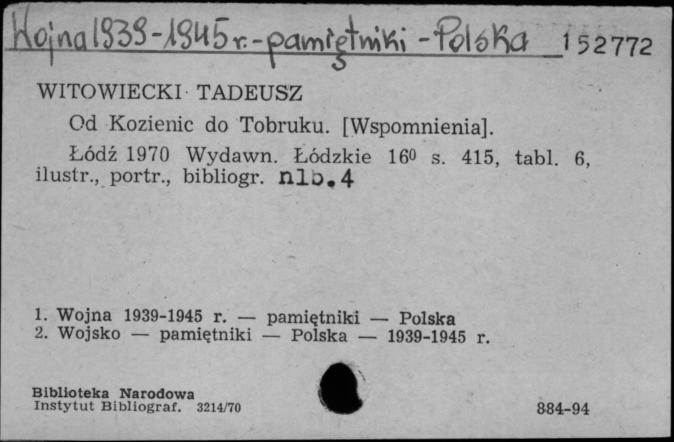 Wojna 1939-1945 r. - pamiętniki - Polska 152772
WITOWIECKI TADEUSZ
Od Kozienic do Tobruku. [Wspomnienia].
Łódź 1970 Wydawn. Łódzkie 16⁰ s. 415, tabl. 6,
ilustr., portr., bibliogr. nlb. 4
1. Wojna 1939-1945 r. — pamiętniki — Polska
2. Wojsko — pamiętniki — Polska — 1939-1945 r.
Biblioteka Narodowa
Instytut Bibliograf. 3214/70
884-94